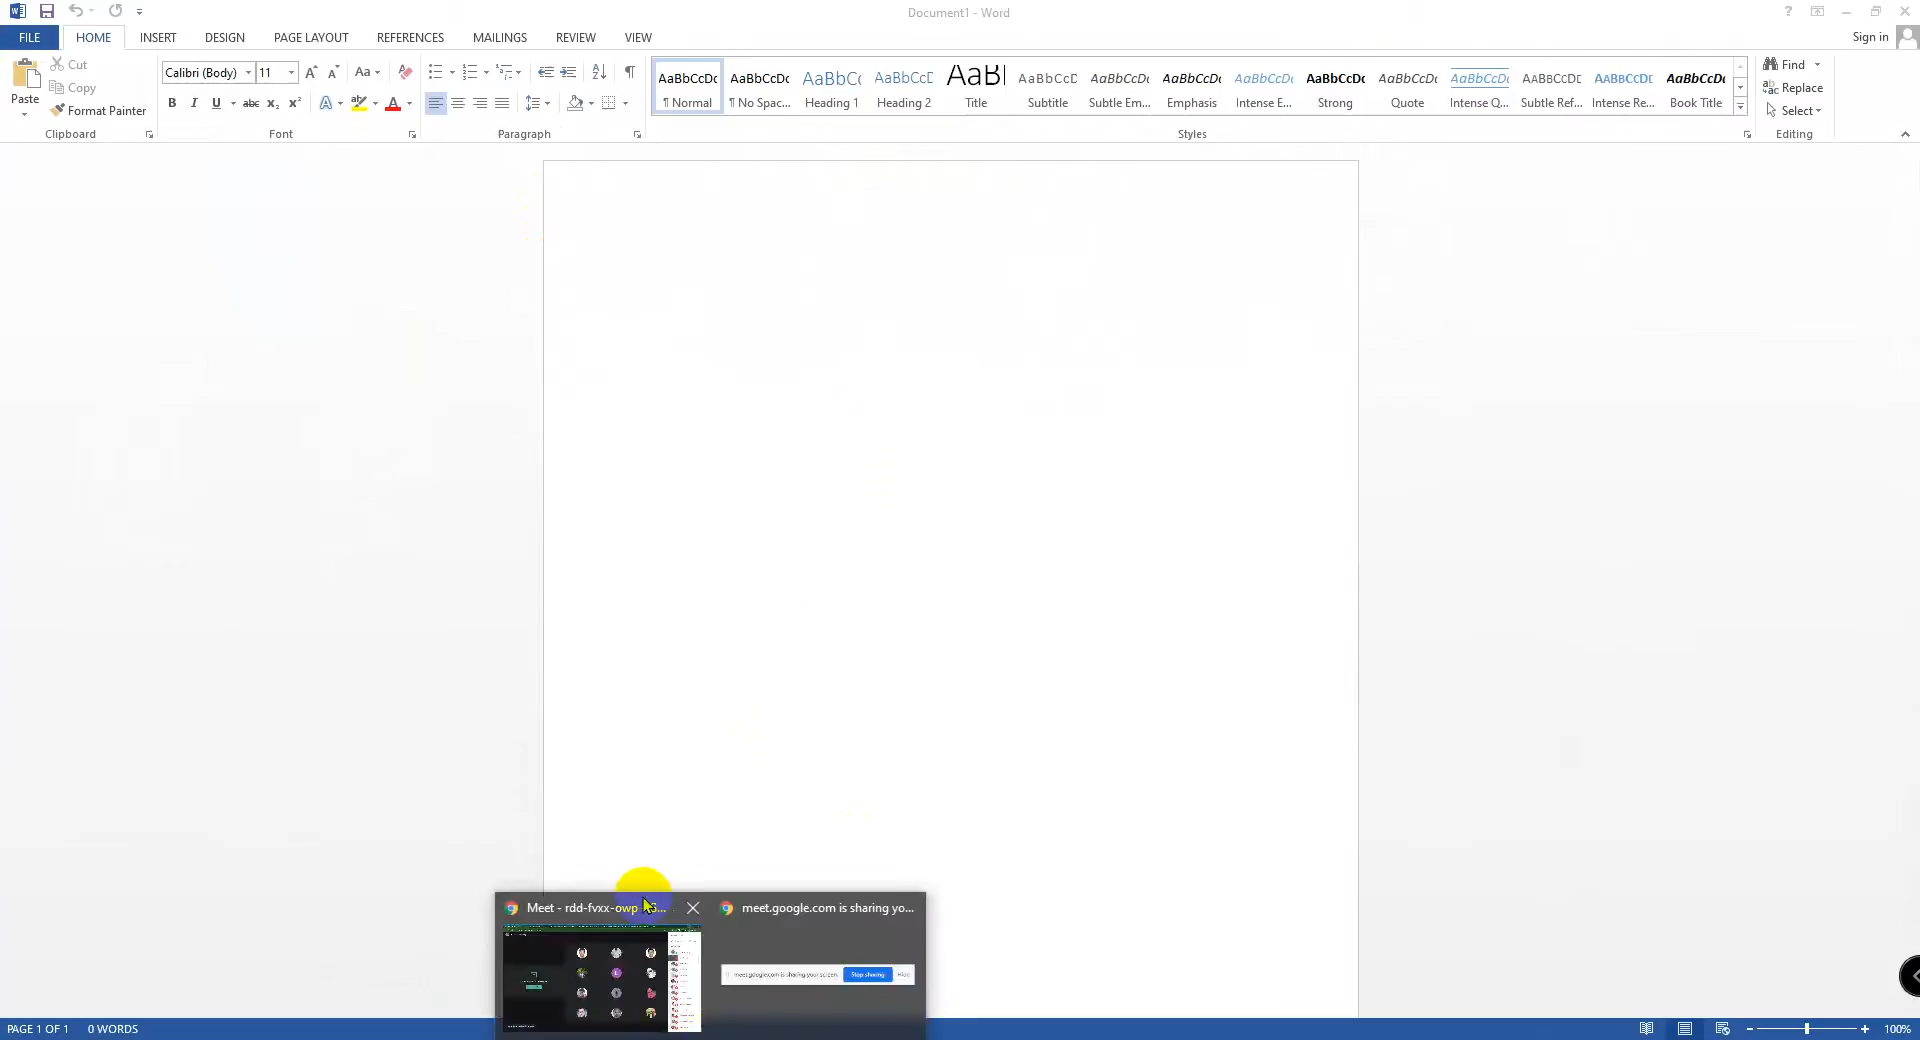 Document1 - Word
FILE HOME INSERT DESIGN PAGE LAYOUT REFERENCES MAILINGS REVIEW VIEW Sign in
Paste
Cut
Copy
Format Painter
Clipboard
Calibri (Body) 11
Font
Paragraph
AaBbCcDc AaBbCcDc AaBbCc AaBbCcD AaBl AaBbCcD AaBbCcDc AaBbCcDc AaBbCcDc AaBbCcDc AaBbCcDc AaBbCcDc AABBCCDD AABBCCDD AaBbCcDc
¶ Normal ¶ No Spac... Heading 1 Heading 2 Title Subtitle Subtle Em... Emphasis Intense E... Strong Quote Intense Q... Subtle Ref... Intense Re... Book Title
Styles
Find
Replace
Select
Editing
Meet - rdd-fvxx-owp
meet.google.com is sharing yo...
meet.google.com is sharing your screen. Stop sharing Hide
PAGE 1 OF 1 0 WORDS 100%